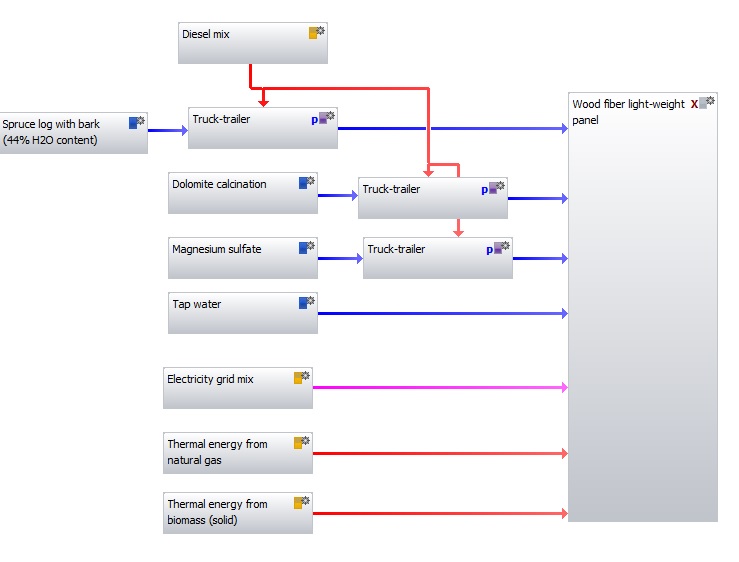 Diesel mix
Wood fiber light-weight X
panel
Truck-trailer p
Spruce log with bark
(44% H2O content)
Dolomite calcination
Truck-trailer p
Magnesium sulfate
Truck-trailer p
Tap water
Electricity grid mix
Thermal energy from
natural gas
Thermal energy from
biomass (solid)